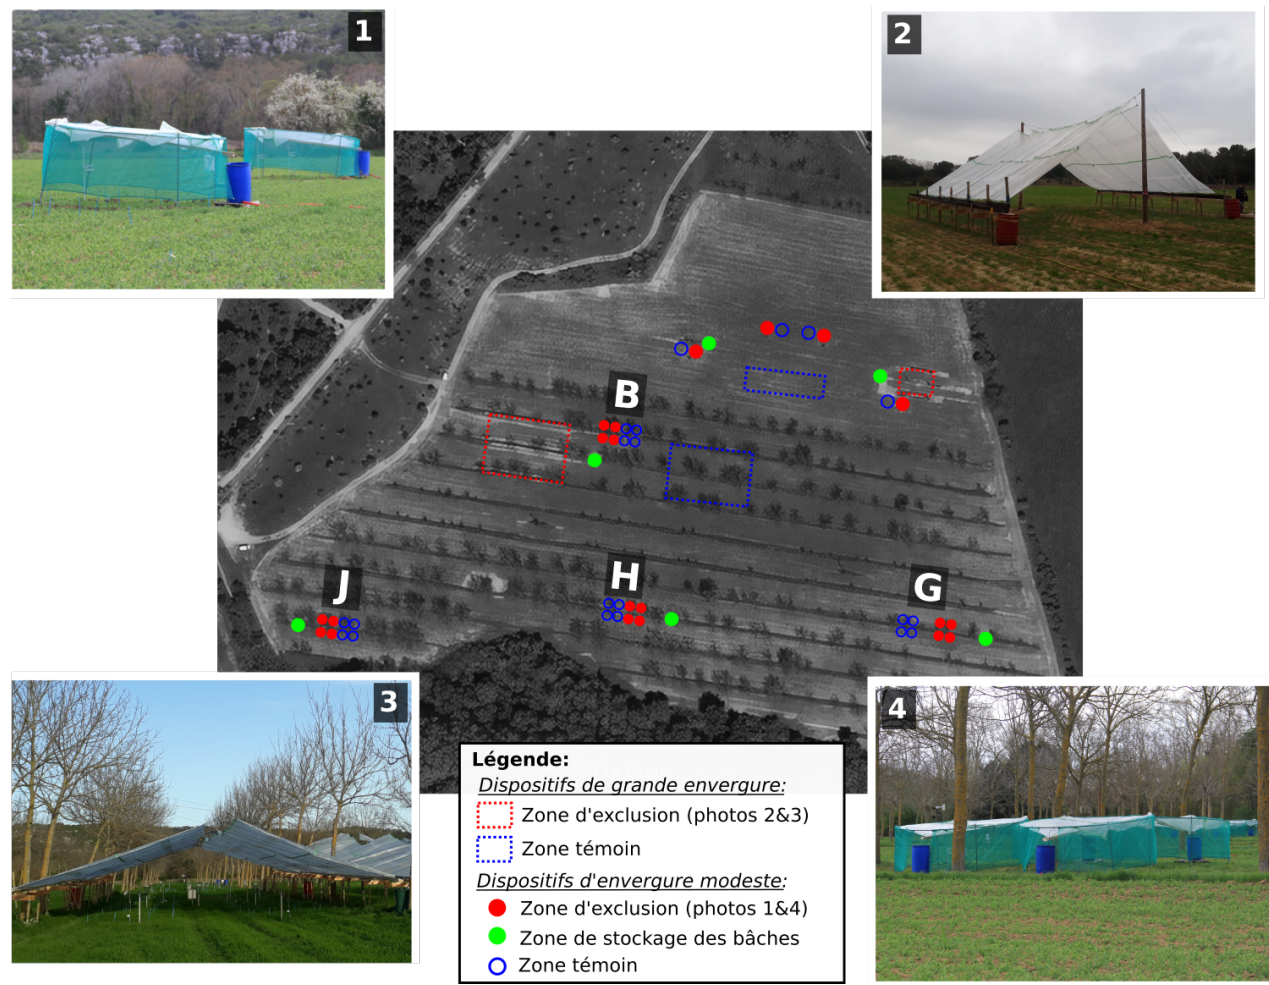 1
2
B
J
H
G
3
4
Légende:
Dispositifs de grande envergure:
Zone d'exclusion (photos 2&3)
Zone témoin
Dispositifs d'envergure modeste:
Zone d'exclusion (photos 1&4)
Zone de stockage des bâches
Zone témoin